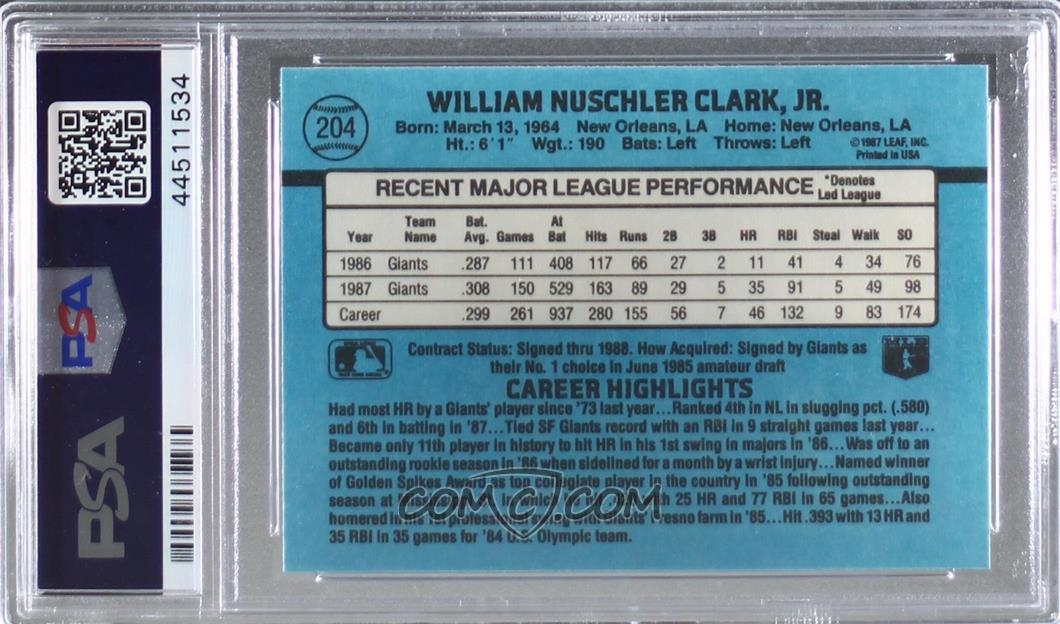 44511534
PSA
PSA
204
WILLIAM NUSCHLER CLARK, JR.
Born: March 13, 1964 New Orleans, LA Home: New Orleans, LA
Ht.: 6'1" Wgt.: 190 Bats: Left Throws: Left
©1987 LEAF, INC.
Printed in USA
RECENT MAJOR LEAGUE PERFORMANCE *Denotes Led League
Year Team Name Bat. Avg. Games At Bat Hits Runs 2B 3B HR RBI Steal Walk SO
1986 Giants .287 111 408 117 66 27 2 11 41 4 34 76
1987 Giants .308 150 529 163 89 29 5 35 91 5 49 98
Career .299 261 937 280 155 56 7 46 132 9 83 174
Contract Status: Signed thru 1988. How Acquired: Signed by Giants as
their No. 1 choice in June 1985 amateur draft
CAREER HIGHLIGHTS
Had most HR by a Giants' player since '73 last year...Ranked 4th in NL in slugging pct. (.580)
and 6th in batting in '87...Tied SF Giants record with an RBI in 9 straight games last year...
Became only 11th player in history to hit HR in his 1st swing in majors in '86...Was off to an
outstanding rookie season in '86 when sidelined for a month by a wrist injury...Named winner
of Golden Spikes Award as top collegiate player in the country in '85 following outstanding
season at with 25 HR and 77 RBI in 65 games...Also
homered in his 1st professional Giants' Fresno farm in '85...Hit .393 with 13 HR and
35 RBI in 35 games for '84 U.S. Olympic team.
COMC.COM